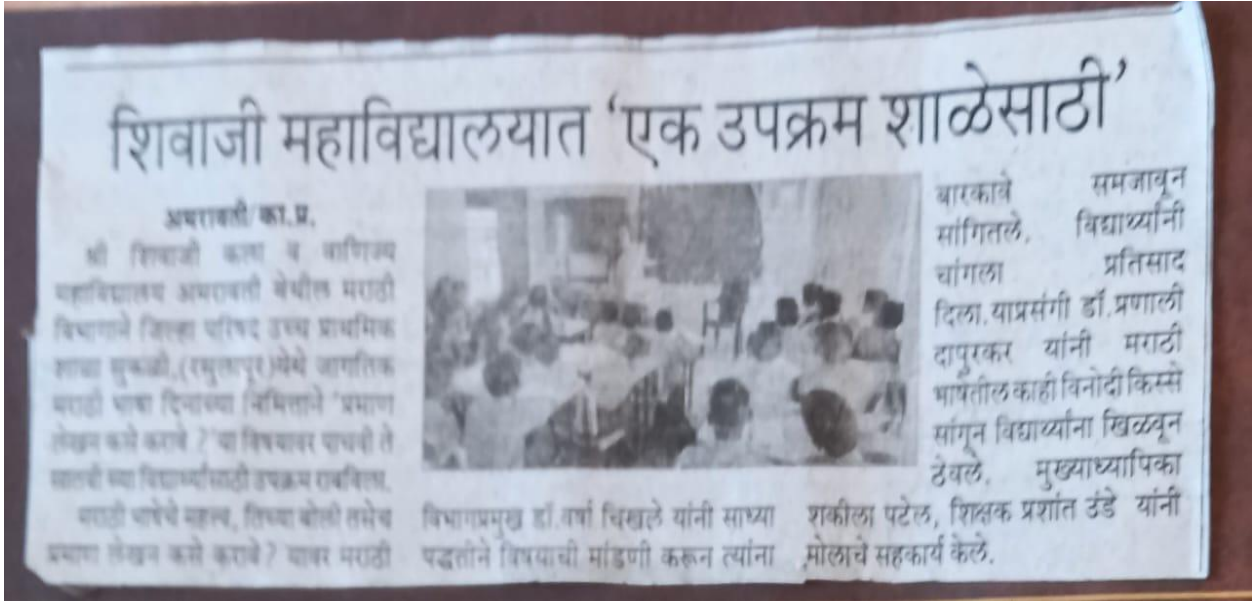 शिवाजी महाविद्यालयात ‘एक उपक्रम शाळेसाठी’
अमरावती/का.प्र.
श्री शिवाजी कला व वाणिज्य
महाविद्यालय अमरावती येथील मराठी
विभागाने जिल्हा परिषद उच्च प्राथमिक
शाळा येथे जागतिक
मराठी भाषा दिनाच्या निमित्ताने 'प्रमाण
लेखन कसे करावे ?' या विषयावर पाचवी ते
सातवी च्या विद्यार्थ्यांसाठी उपक्रम राबविला.
मराठी भाषेचे महत्त्व, तिच्या बोली तसेच
प्रमाण लेखन कसे करावे? यावर मराठी
विभागप्रमुख डॉ.वर्षा चिखले यांनी साध्या
पद्धतीने विषयाची मांडणी करून त्यांना
बारकावे समजावून
सांगितले. विद्यार्थ्यांनी
चांगला प्रतिसाद
दिला.याप्रसंगी डॉ.प्रणाली
दापुरकर यांनी मराठी
भाषेतील काही विनोदी किस्से
सांगून विद्यार्थ्यांना खिळवून
ठेवले. मुख्याध्यापिका
शकीला पटेल, शिक्षक प्रशांत उंडे यांनी
मोलाचे सहकार्य केले.